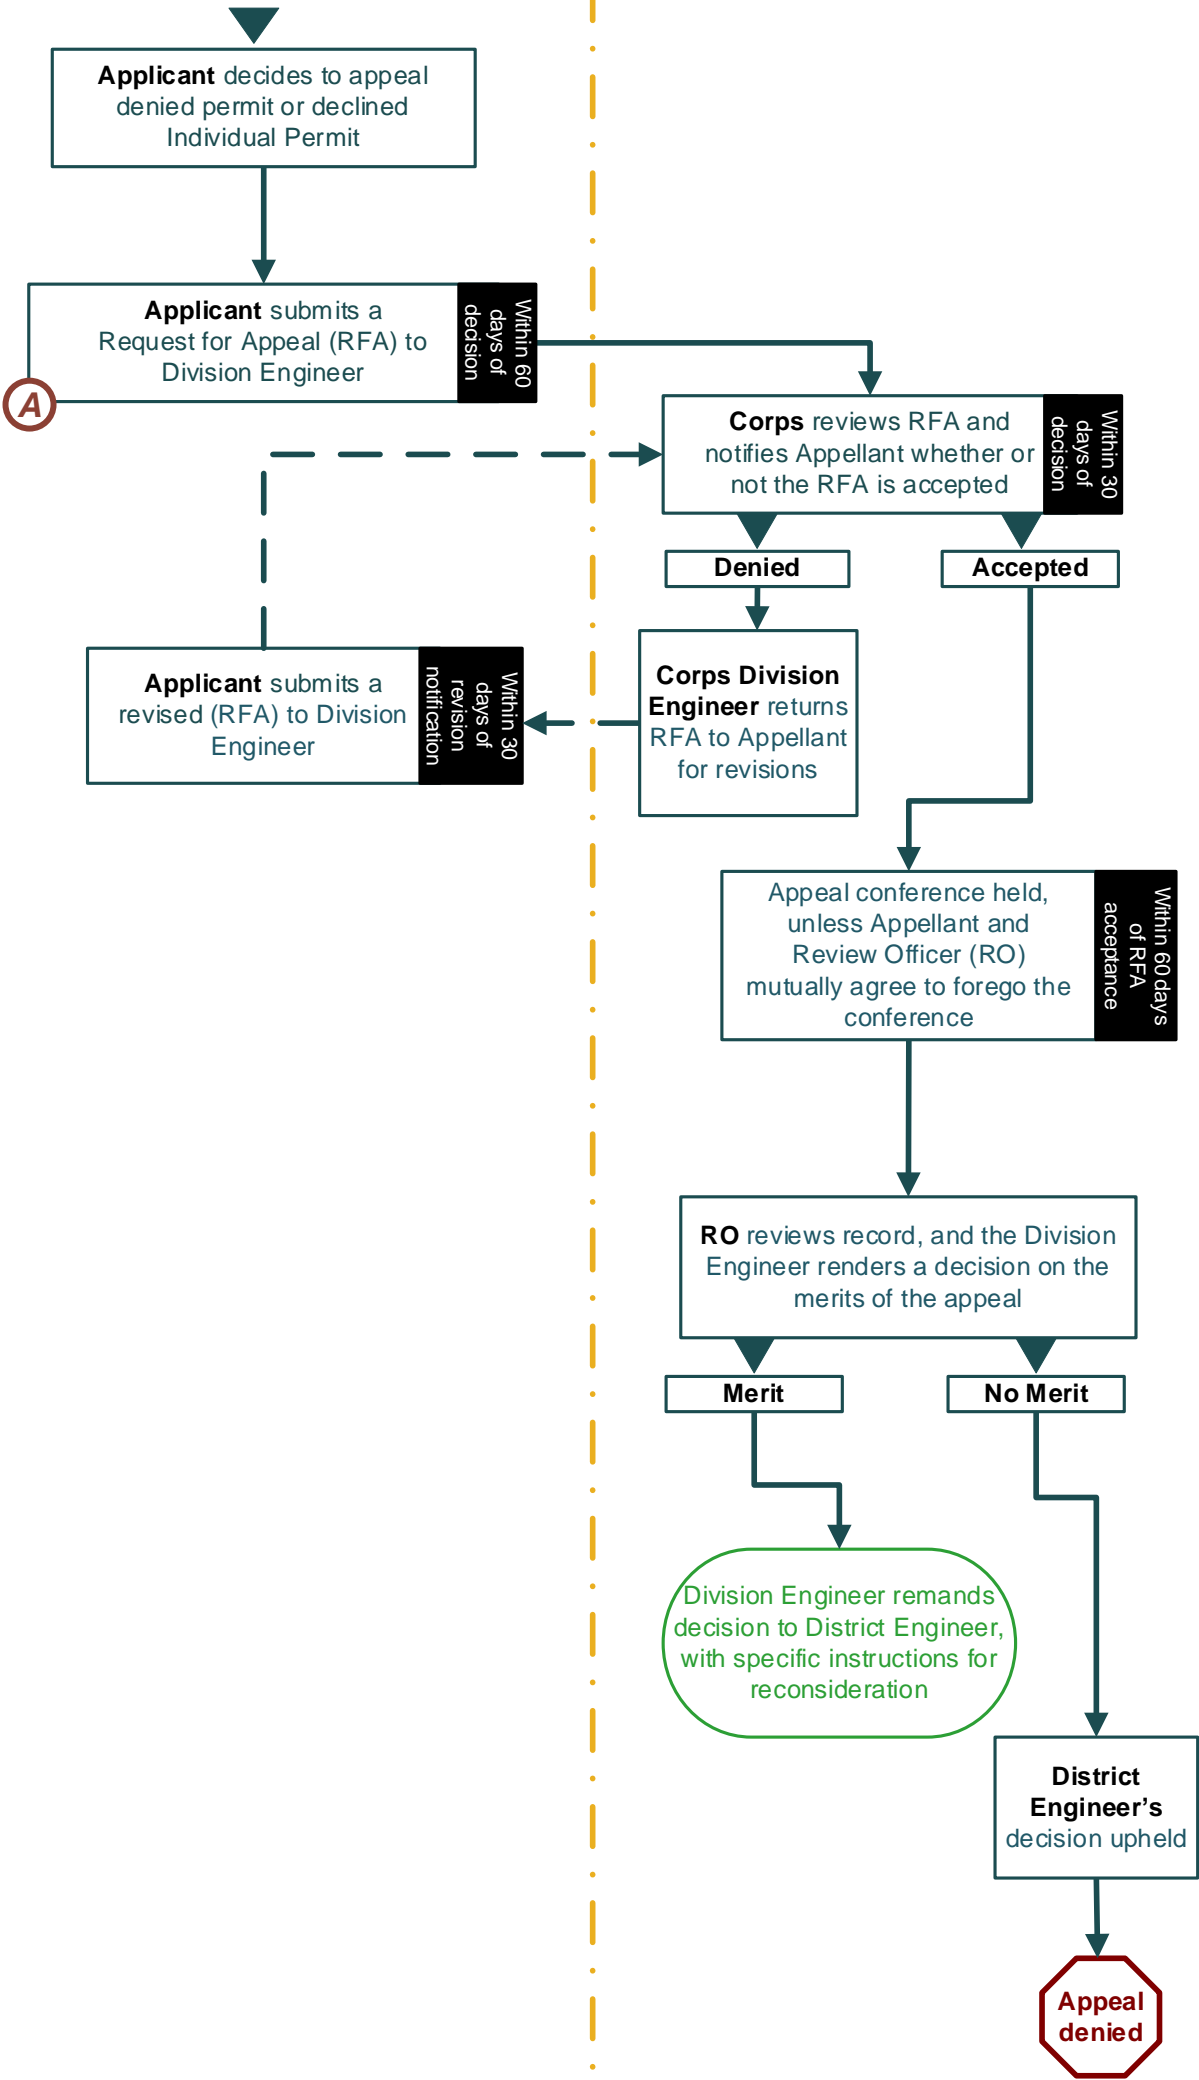 Applicant decides to appeal
denied permit or declined
Individual Permit
Applicant submits a
Request for Appeal (RFA) to
Division Engineer
Within 60
days of
decision
A
Corps reviews RFA and
notifies Appellant whether or
not the RFA is accepted
Within 30
days of
decision
Denied
Accepted
Corps Division
Engineer returns
RFA to Appellant
for revisions
Applicant submits a
revised (RFA) to Division
Engineer
Within 30
days of
revision
notification
Appeal conference held,
unless Appellant and
Review Officer (RO)
mutually agree to forego the
conference
Within 60 days
of RFA
acceptance
RO reviews record, and the Division
Engineer renders a decision on the
merits of the appeal
Merit
No Merit
Division Engineer remands
decision to District Engineer,
with specific instructions for
reconsideration
District
Engineer’s
decision upheld
Appeal
denied